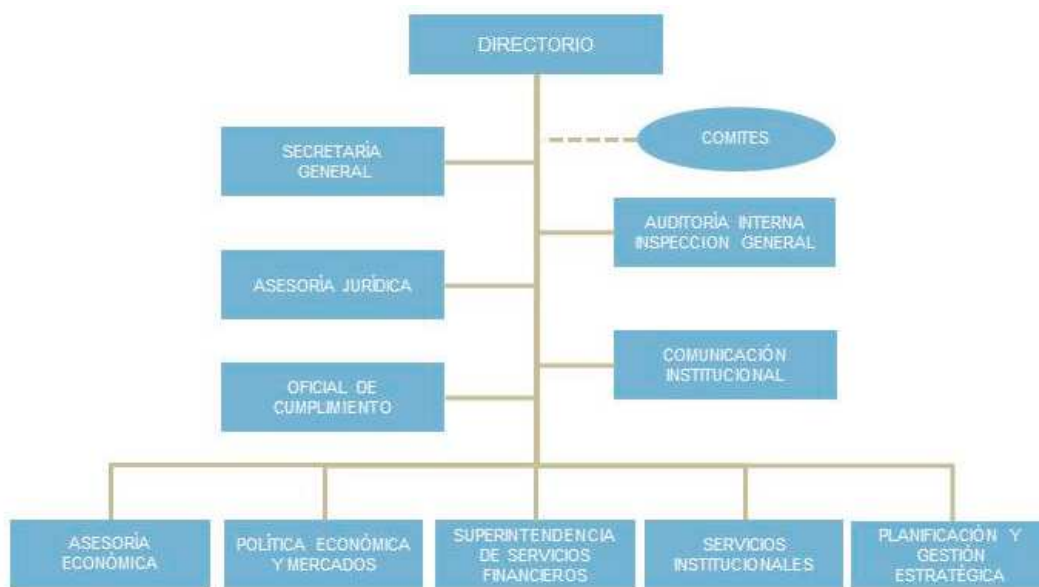 DIRECTORIO
COMITES
SECRETARÍA
GENERAL
AUDITORÍA INTERNA
INSPECCION GENERAL
ASESORÍA JURÍDICA
COMUNICACIÓN
INSTITUCIONAL
OFICIAL DE
CUMPLIMIENTO
ASESORÍA
ECONÓMICA
POLÍTICA ECONÓMICA
Y MERCADOS
SUPERINTENDENCIA
DE SERVICIOS
FINANCIEROS
SERVICIOS
INSTITUCIONALES
PLANIFICACIÓN Y
GESTIÓN
ESTRATÉGICA